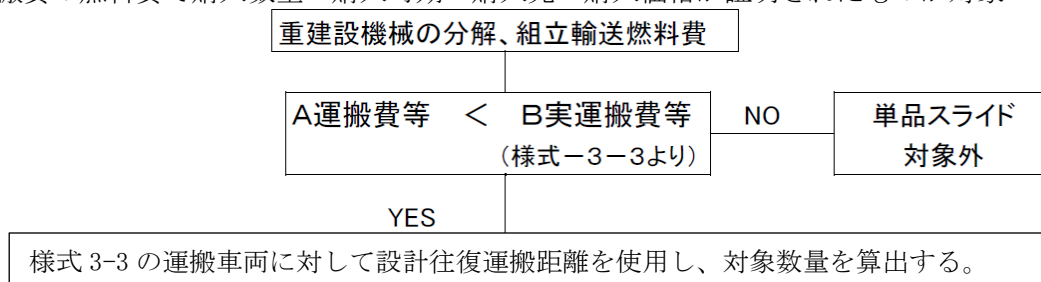 重建設機械の分解、組立輸送燃料費
A運搬費等 < B実運搬費等
(様式-3-3より)
NO
単品スライド
対象外
YES
様式 3-3 の運搬車両に対して設計往復運搬距離を使用し、対象数量を算出する。